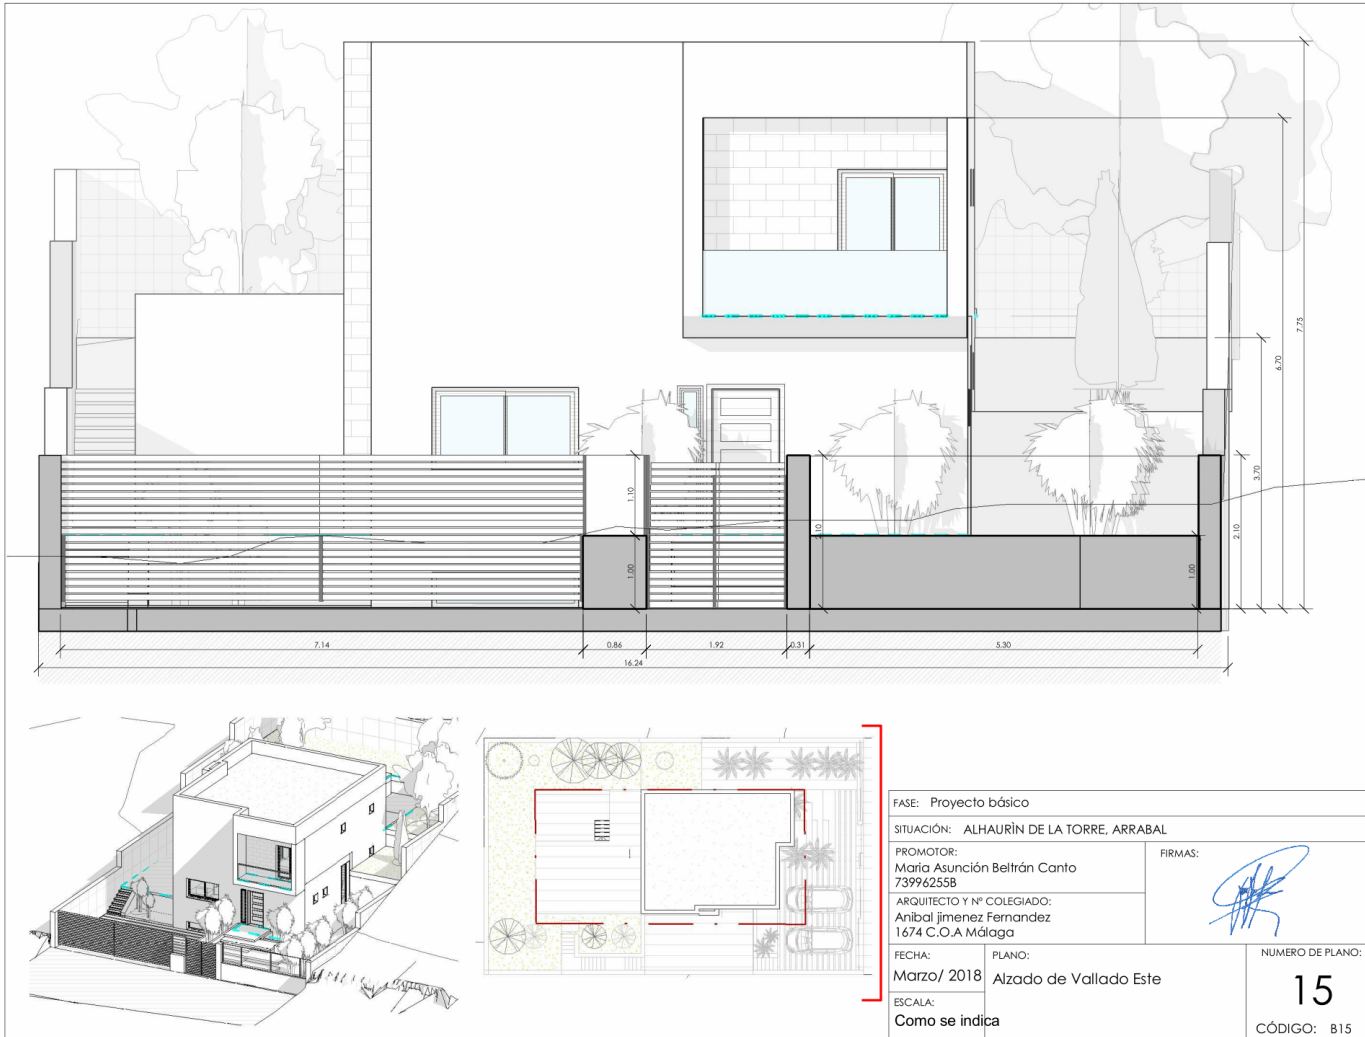 7.75
6.70
3.70
2.10
1.10
1.00
2.10
1.00
7.14
0.86
1.92
0.31
5.30
16.24
FASE: Proyecto básico
SITUACIÓN: ALHAURÌN DE LA TORRE, ARRABAL
PROMOTOR:
Maria Asunción Beltrán Canto
73996255B
FIRMAS:
ARQUITECTO Y Nº COLEGIADO:
Anibal jimenez Fernandez
1674 C.O.A Málaga
FECHA:
Marzo/ 2018
PLANO:
Alzado de Vallado Este
NUMERO DE PLANO:
15
ESCALA:
Como se indica
CÓDIGO: B15